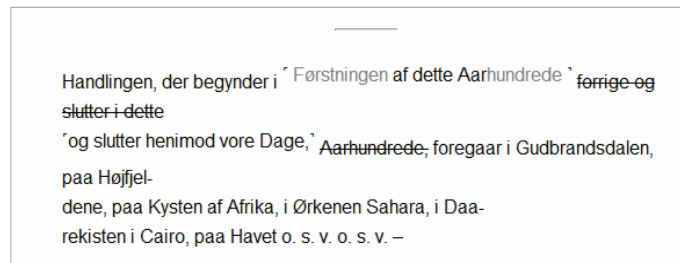 Handlingen, der begynder i ⸢ Førstningen af dette Aarhundrede ⸣ forrige og
slutter i dette
⸢og slutter henimod vore Dage,⸣ Aarhundrede, foregaar i Gudbrandsdalen,
paa Højfjel-
dene, paa Kysten af Afrika, i Ørkenen Sahara, i Daa-
rekisten i Cairo, paa Havet o. s. v. o. s. v. –